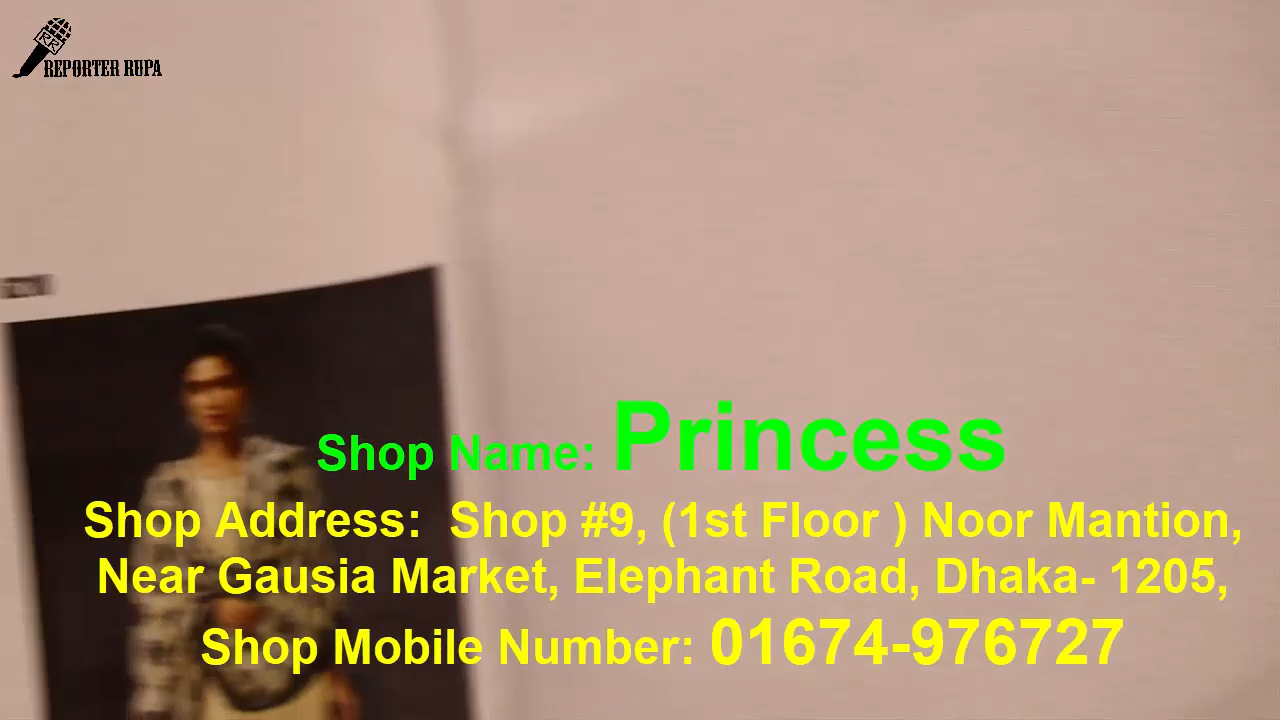 REPORTER RUPA
Shop Name: Princess
Shop Address: Shop #9, (1st Floor ) Noor Mantion,
Near Gausia Market, Elephant Road, Dhaka- 1205,
Shop Mobile Number: 01674-976727